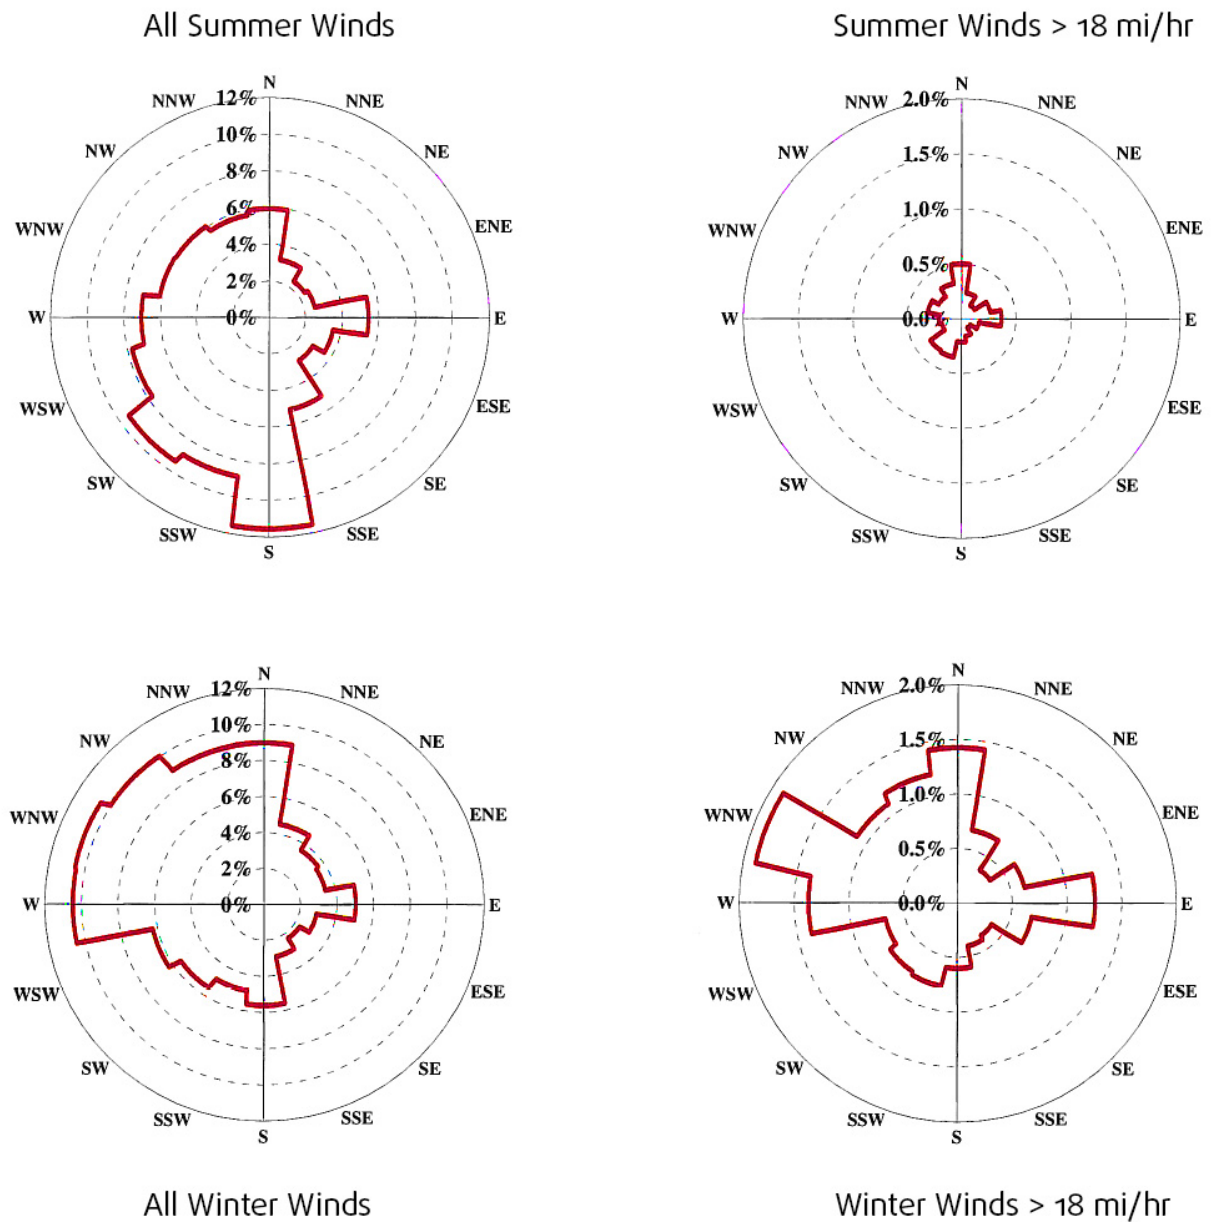 All Summer Winds
Summer Winds > 18 mi/hr
N
NNW 12% NNE
NW 10% NE
8%
WNW 6% ENE
4%
2%
W 0% E
WSW ESE
SW SE
SSW SSE
S
N
NNW 2.0% NNE
NW 1.5% NE
WNW 1.0% ENE
0.5%
W 0.0% E
WSW ESE
SW SE
SSW SSE
S
N
NNW 12% NNE
NW 10% NE
8%
WNW 6% ENE
4%
2%
W 0% E
WSW ESE
SW SE
SSW SSE
S
N
NNW 2.0% NNE
NW 1.5% NE
WNW 1.0% ENE
0.5%
W 0.0% E
WSW ESE
SW SE
SSW SSE
S
All Winter Winds
Winter Winds > 18 mi/hr